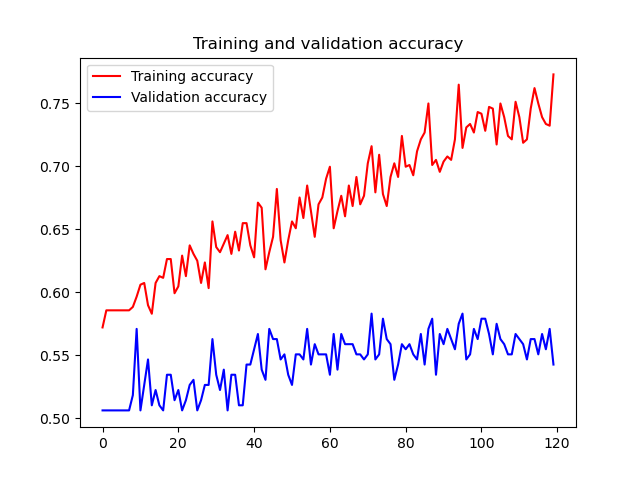 Training and validation accuracy
Training accuracy
Validation accuracy
0.75
0.70
0.65
0.60
0.55
0.50
0 20 40 60 80 100 120